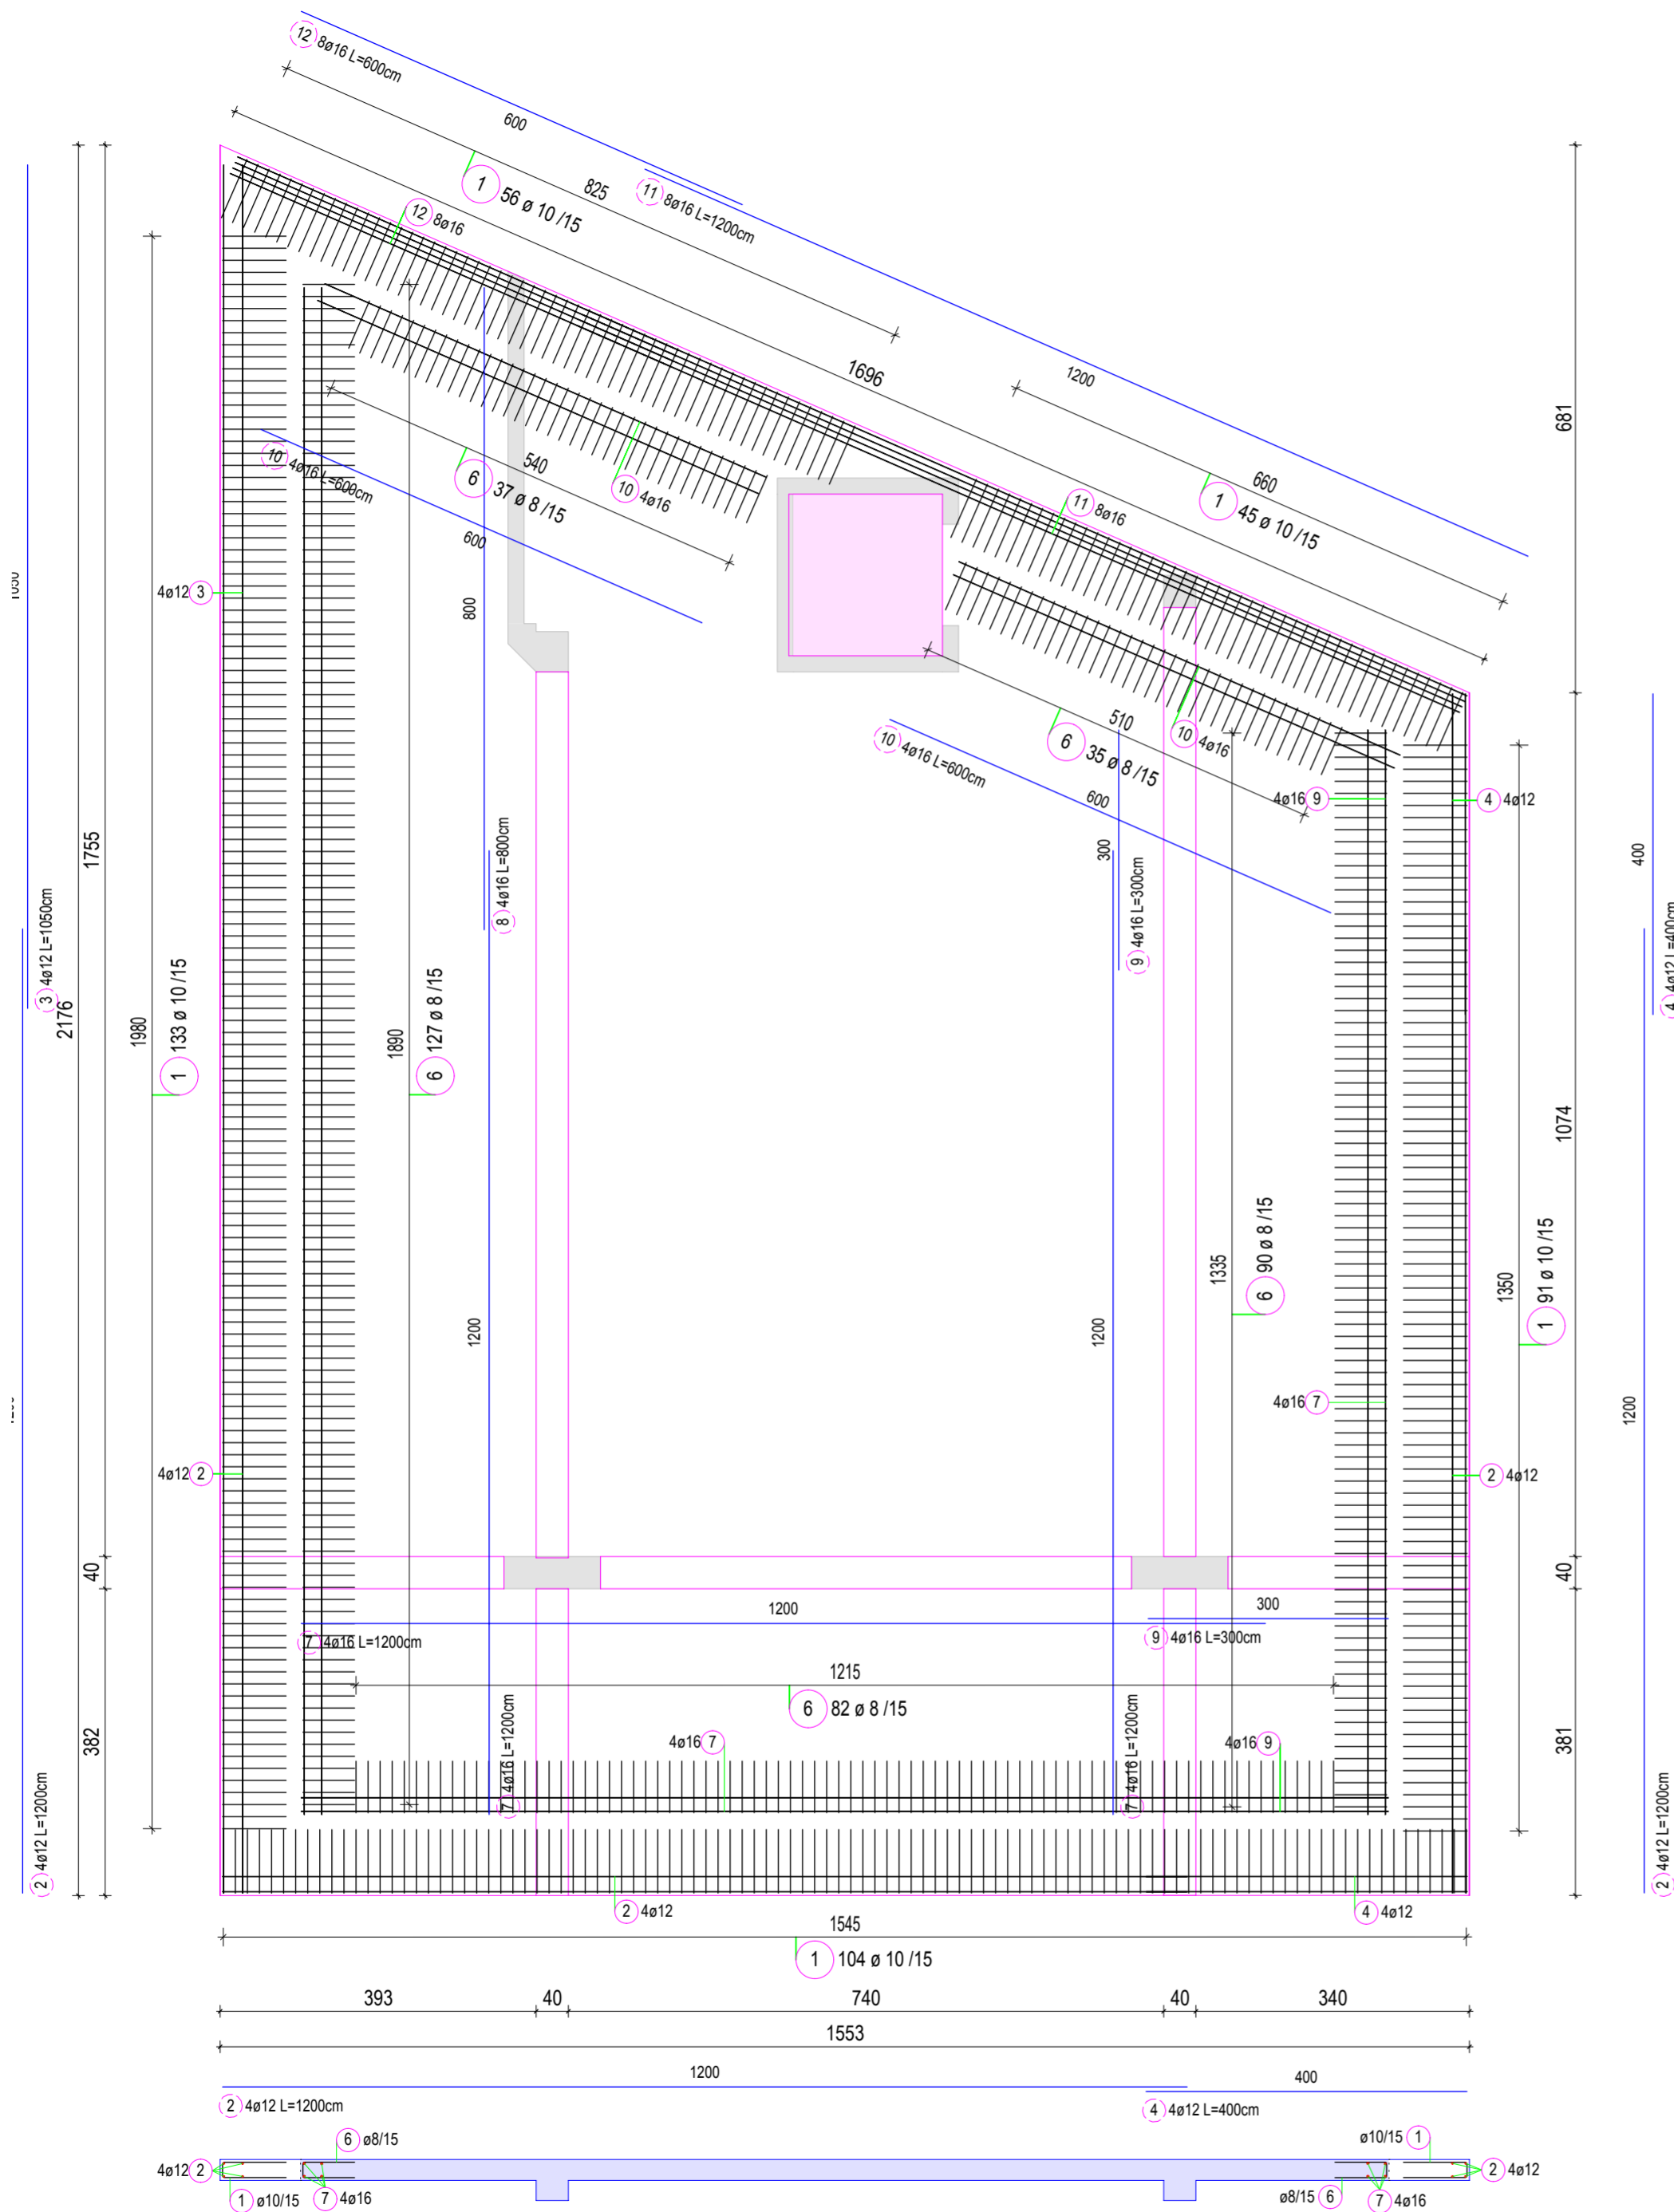 12 8ø16 L=600cm
600
825
1 56 ø 10 /15
11 8ø16 L=1200cm
12 8ø16
1696
1200
681
660
1 45 ø 10 /15
540
6 37 ø 8 /15
10 4ø16
10 4ø16 L=600cm
600
11 8ø16
4ø12 3
800
510
6 35 ø 8 /15
10 4ø16
10 4ø16 L=600cm
600
4ø16 9
4 4ø12
1755
8 4ø16 L=800cm
300
9 4ø16 L=300cm
400
4 4ø12 L=400cm
3 4ø12 L=1050cm
2176
1980
1 133 ø 10 /15
1890
6 127 ø 8 /15
1074
1335
6 90 ø 8 /15
1350
1 91 ø 10 /15
1200
1200
1200
4ø16 7
4ø12 2
2 4ø12
40
40
1200
300
7 4ø16 L=1200cm
9 4ø16 L=300cm
1215
6 82 ø 8 /15
382
381
4ø16 7
4ø16 9
7 4ø16 L=1200cm
7 4ø16 L=1200cm
2 4ø12 L=1200cm
2 4ø12 L=1200cm
2 4ø12
4 4ø12
1545
1 104 ø 10 /15
393 40 740 40 340
1553
1200
400
2 4ø12 L=1200cm
4 4ø12 L=400cm
6 ø8/15
ø10/15 1
4ø12 2
2 4ø12
1 ø10/15
7 4ø16
ø8/15 6
7 4ø16